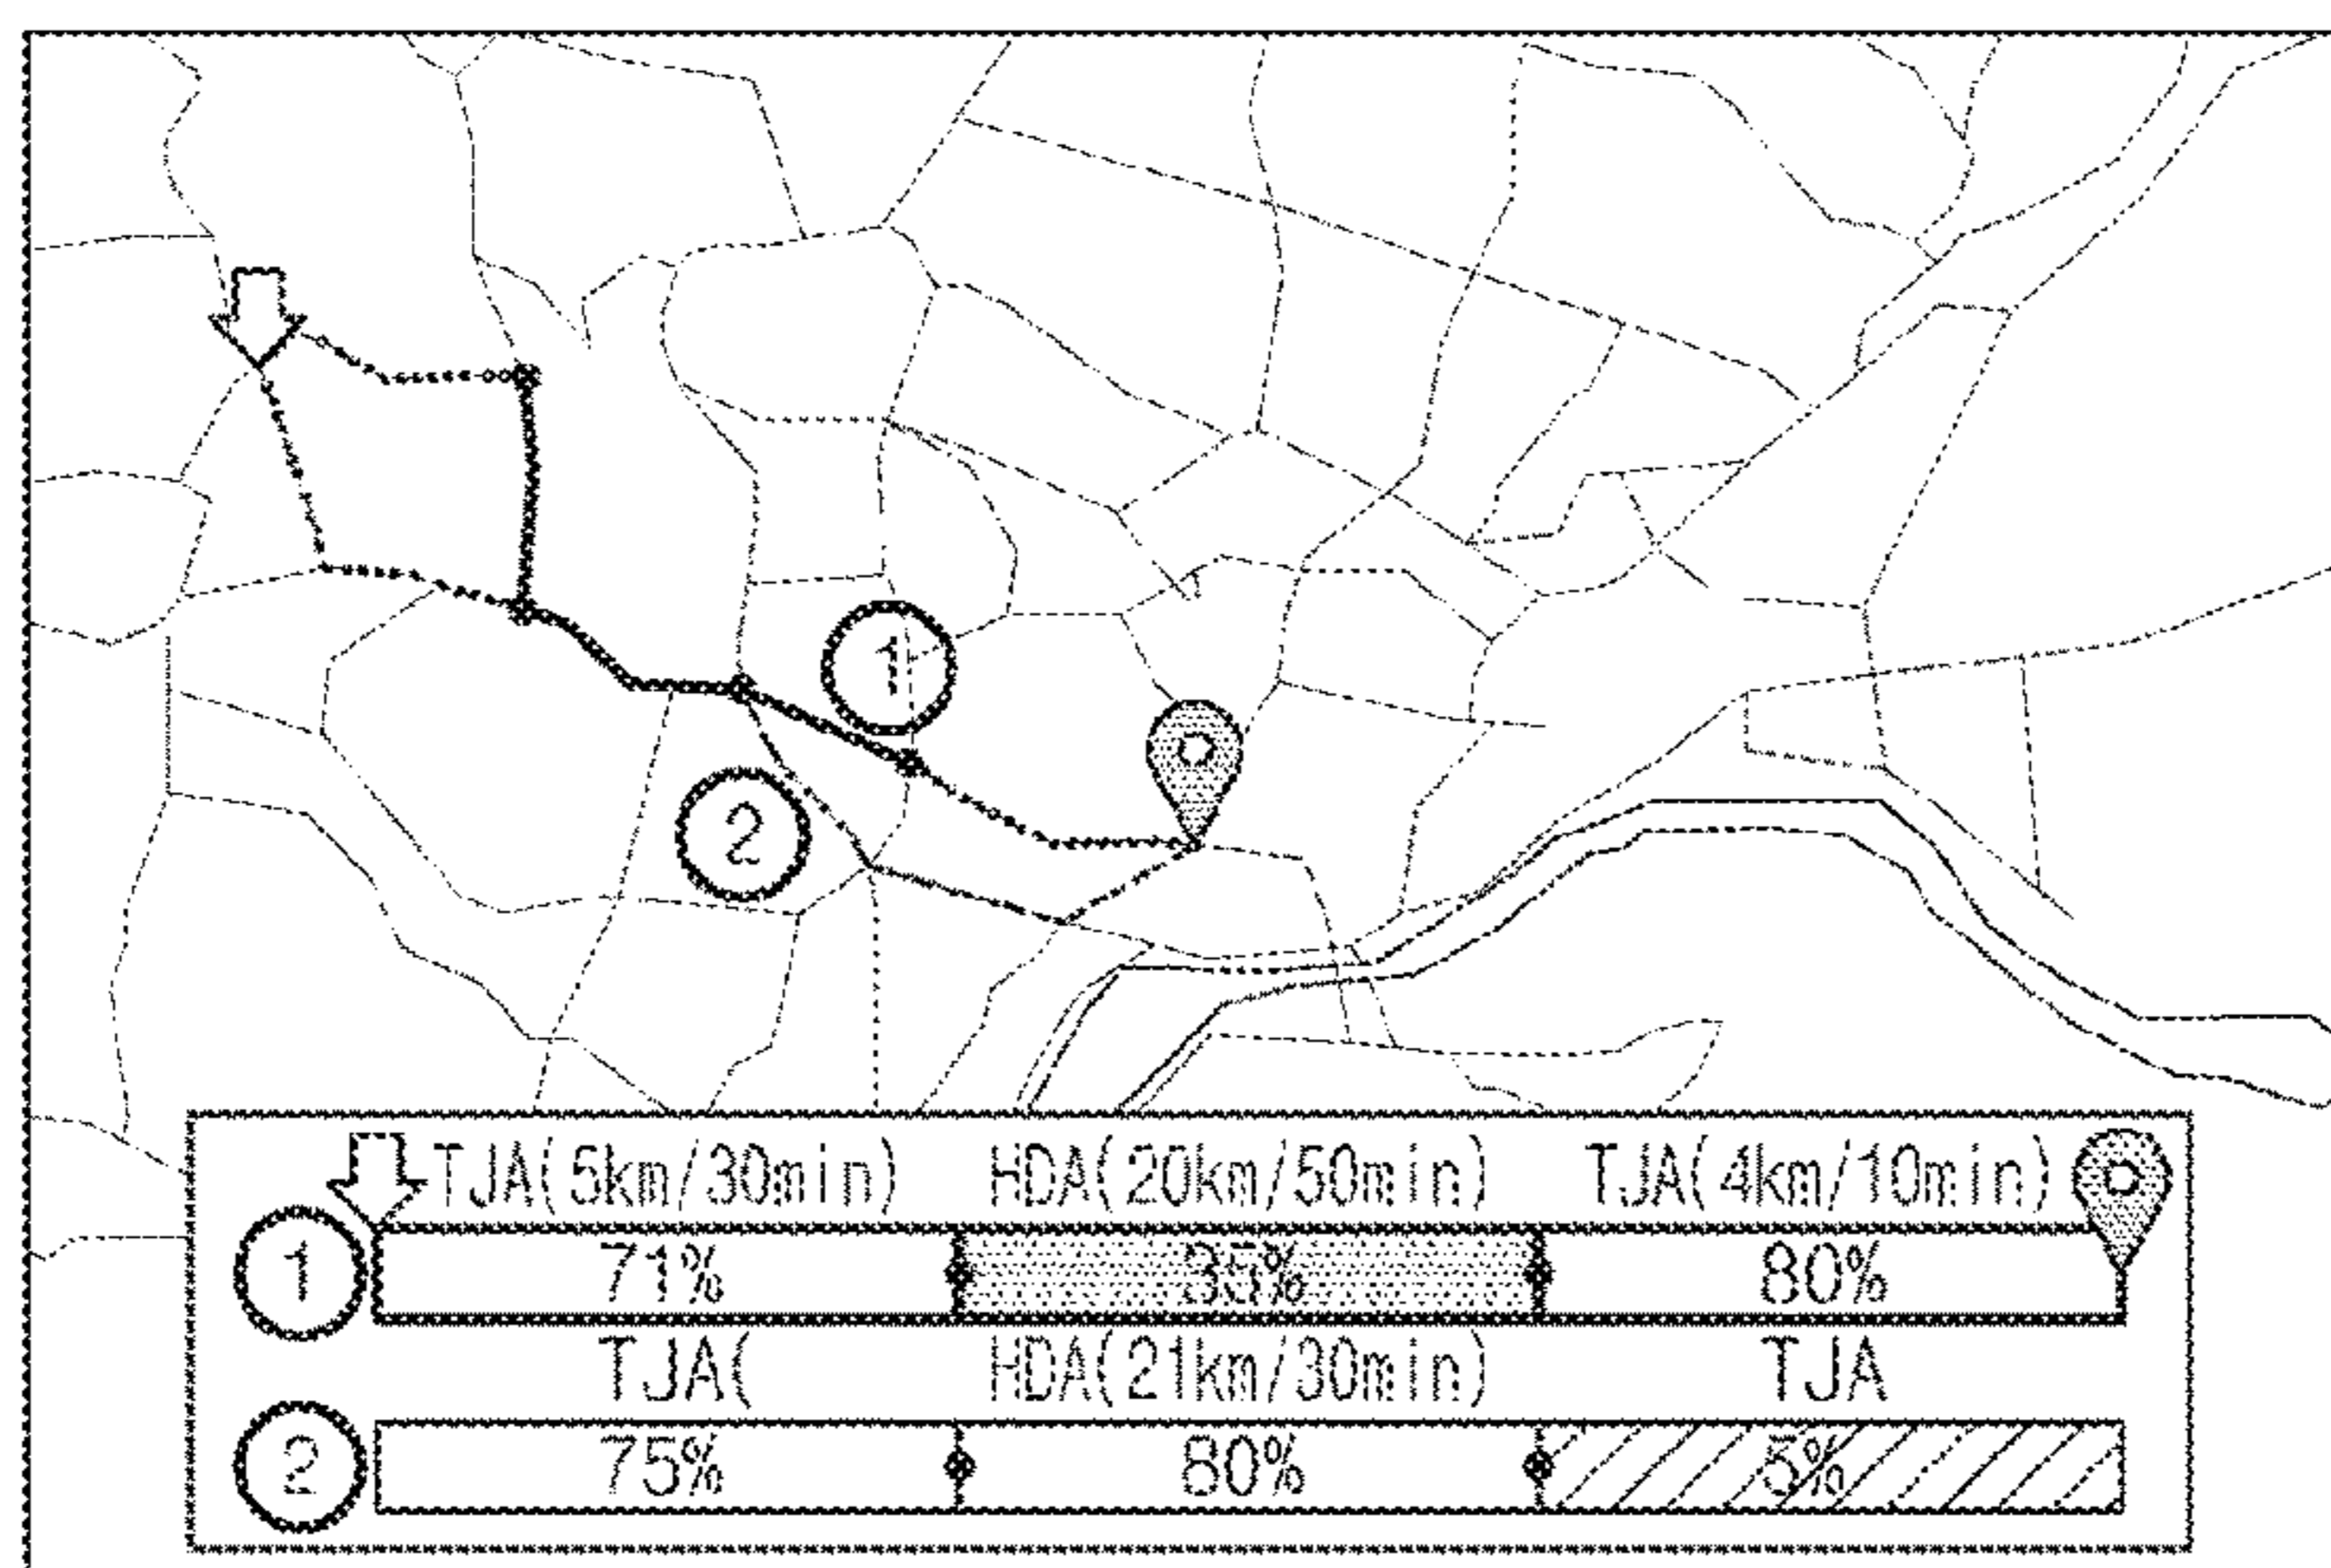 1
2
TJA(5km/30min) HDA(20km/50min) TJA(4km/10min)
1 71% 35% 80%
TJA( HDA(21km/30min) TJA
2 75% 80% 5%